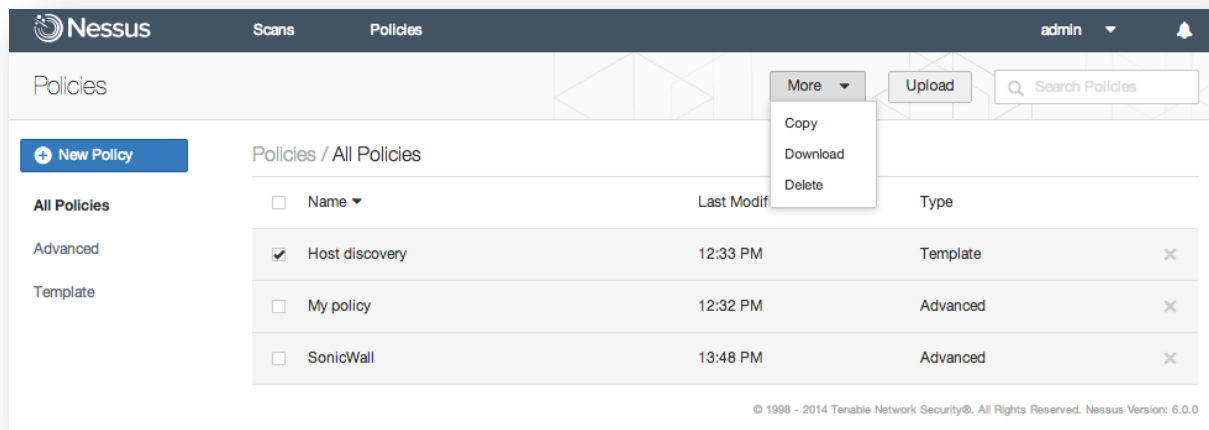 Nessus Scans Policies admin
Policies More Upload Search Policies
Copy
Download
Delete
New Policy
Policies / All Policies
All Policies
Advanced
Template
Name Last Modif Type
Host discovery 12:33 PM Template
My policy 12:32 PM Advanced
SonicWall 13:48 PM Advanced
© 1998 - 2014 Tenable Network Security®. All Rights Reserved. Nessus Version: 6.0.0